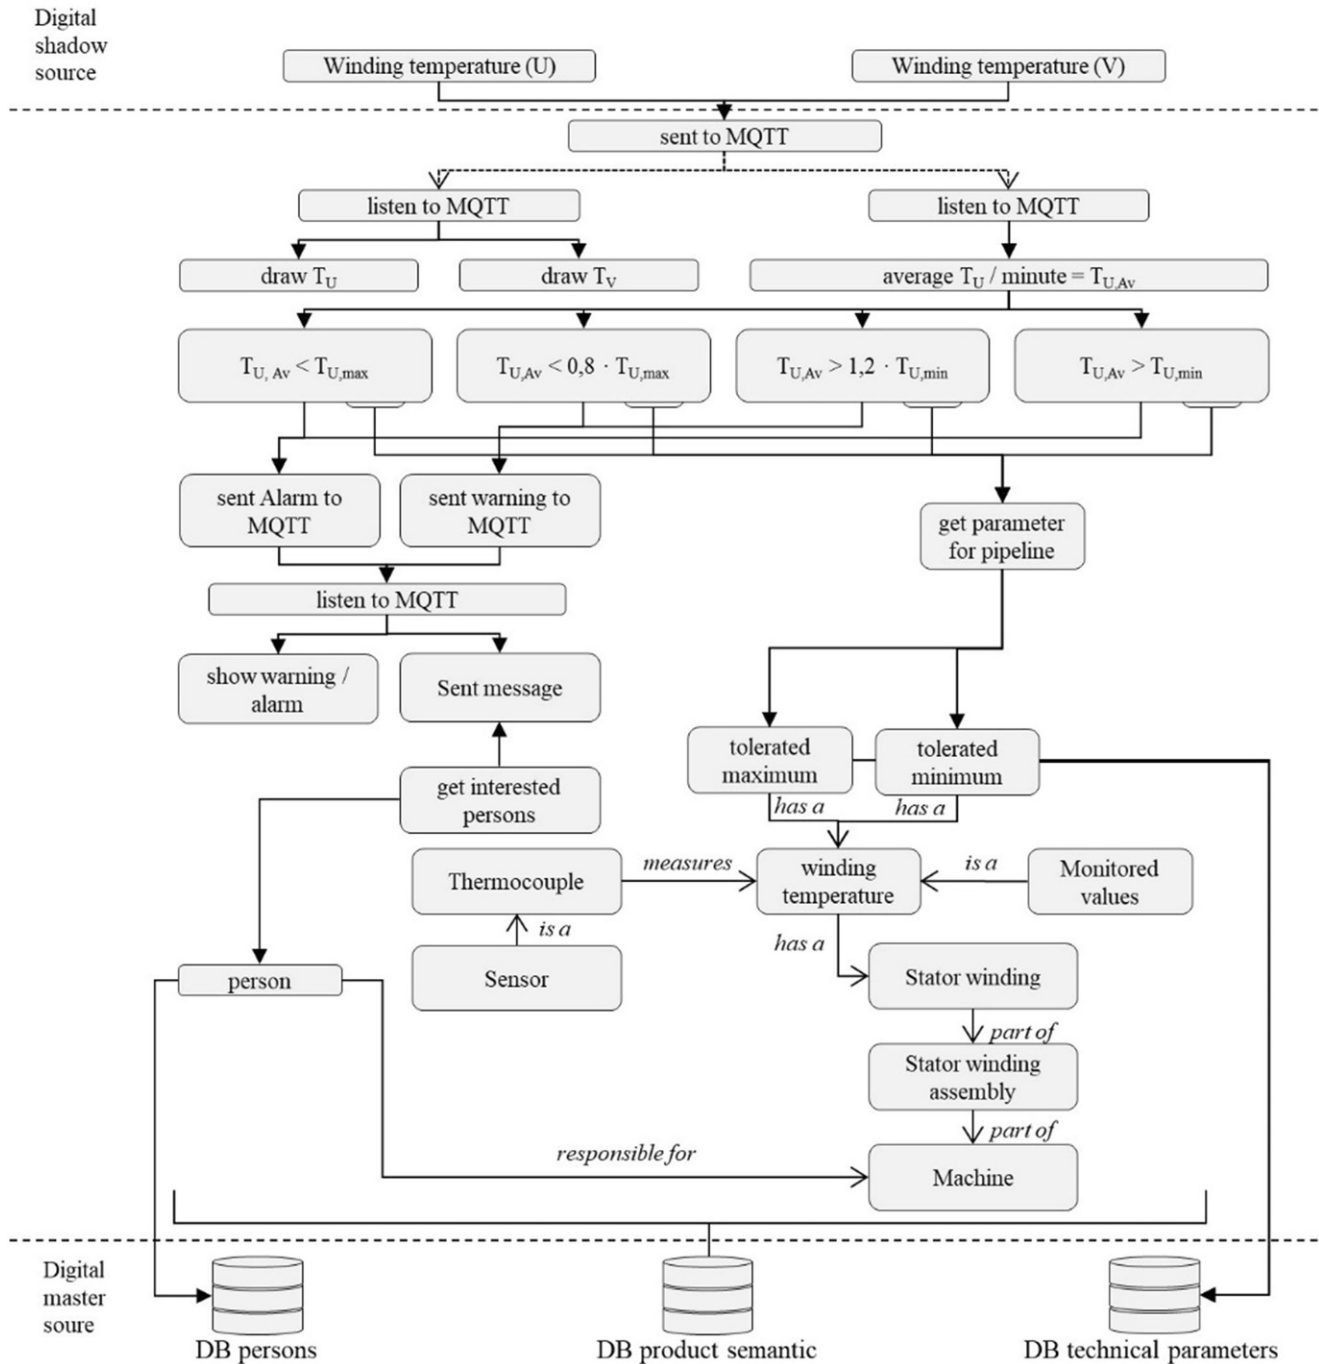 Digital
shadow
source
Winding temperature (U)
Winding temperature (V)
sent to MQTT
listen to MQTT
listen to MQTT
draw TU
draw TV
average TU / minute = TU,Av
TU, Av < TU,max
TU,Av < 0,8 · TU,max
TU,Av > 1,2 · TU,min
TU,Av > TU,min
sent Alarm to
MQTT
sent warning to
MQTT
get parameter
for pipeline
listen to MQTT
show warning /
alarm
Sent message
tolerated
maximum
tolerated
minimum
get interested
persons
has a
has a
Thermocouple
measures
winding
temperature
is a
Monitored
values
is a
has a
Sensor
person
Stator winding
part of
Stator winding
assembly
part of
responsible for
Machine
Digital
master
soure
DB persons
DB product semantic
DB technical parameters